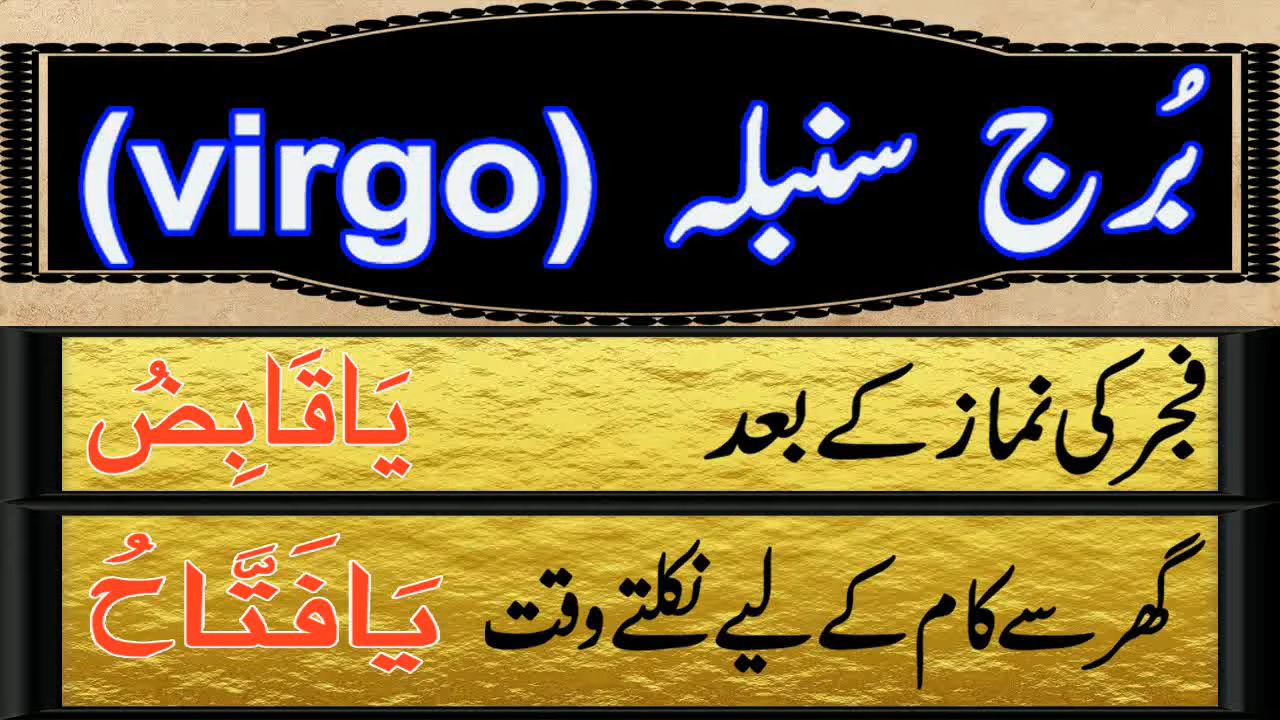 بُرج سنبلہ (virgo)
فجر کی نماز کے بعد يَاقَابِضُ
گھر سے کام کے لیے نکلتے وقت يَافَتَّاحُ